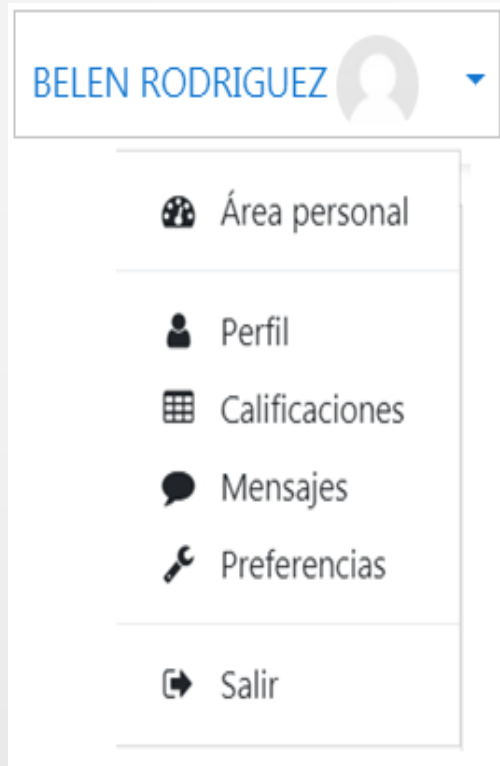 BELEN RODRIGUEZ
Área personal
Perfil
Calificaciones
Mensajes
Preferencias
Salir